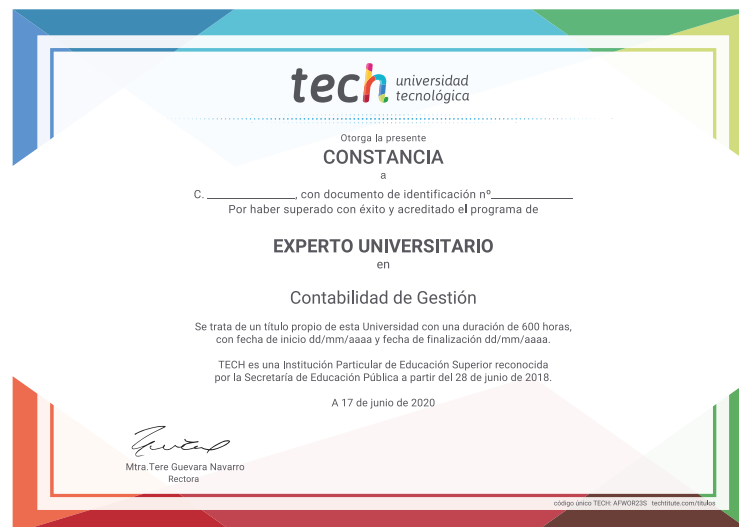 tech universidad
tecnológica
Otorga la presente
CONSTANCIA
a
C. ______________, con documento de identificación nº_____________
Por haber superado con éxito y acreditado el programa de
EXPERTO UNIVERSITARIO
en
Contabilidad de Gestión
Se trata de un título propio de esta Universidad con una duración de 600 horas,
con fecha de inicio dd/mm/aaaa y fecha de finalización dd/mm/aaaa.
TECH es una Institución Particular de Educación Superior reconocida
por la Secretaría de Educación Pública a partir del 28 de junio de 2018.
A 17 de junio de 2020
Mtra.Tere Guevara Navarro
Rectora
código único TECH: AFWOR23S techtitute.com/titulos